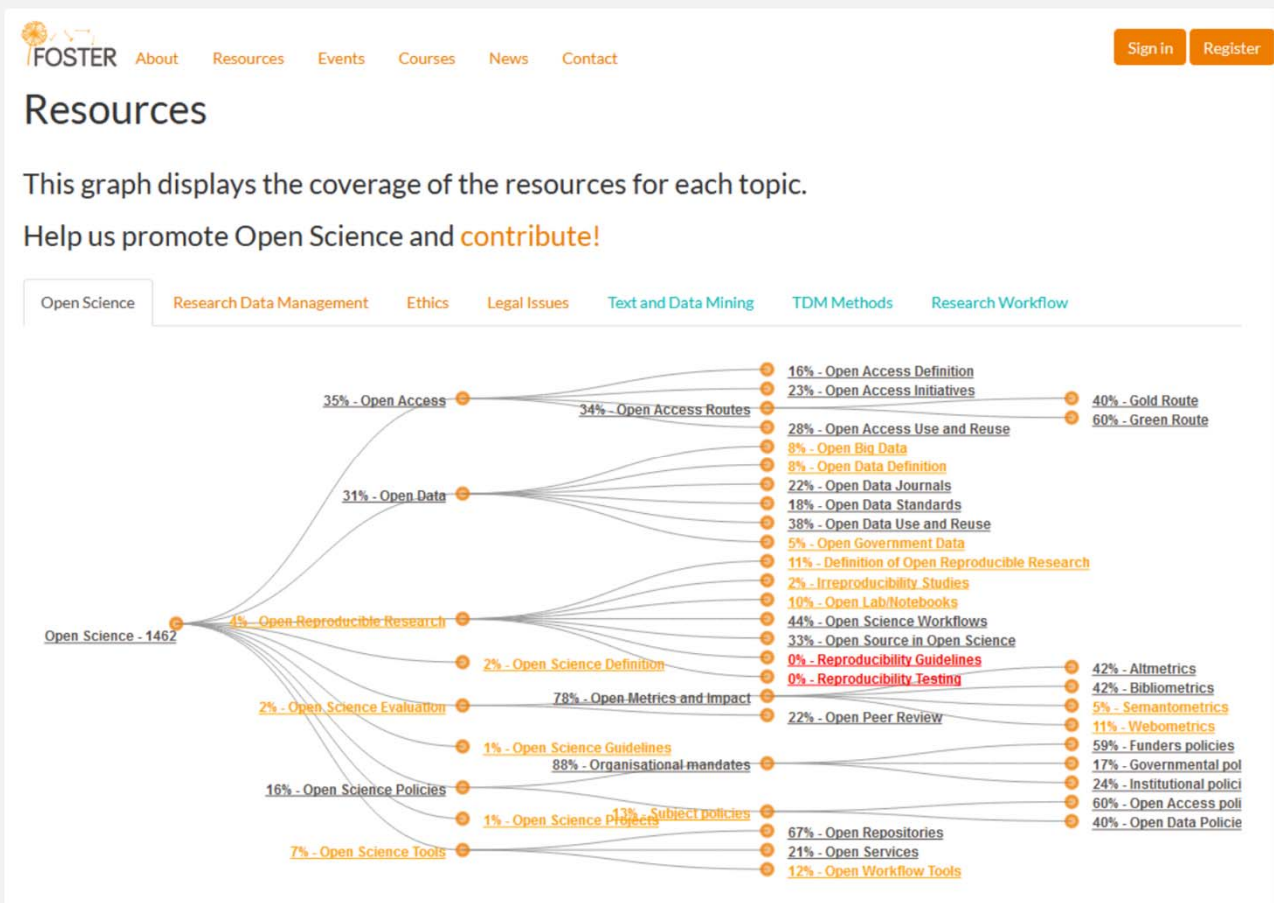 FOSTER About Resources Events Courses News Contact Sign in Register
Resources
This graph displays the coverage of the resources for each topic.
Help us promote Open Science and contribute!
Open Science Research Data Management Ethics Legal Issues Text and Data Mining TDM Methods Research Workflow
16% - Open Access Definition
23% - Open Access Initiatives
35% - Open Access
34% - Open Access Routes
40% - Gold Route
60% - Green Route
28% - Open Access Use and Reuse
8% - Open Big Data
8% - Open Data Definition
22% - Open Data Journals
31% - Open Data
18% - Open Data Standards
38% - Open Data Use and Reuse
5% - Open Government Data
11% - Definition of Open Reproducible Research
2% - Irreproducibility Studies
10% - Open Lab/Notebooks
4% - Open Reproducible Research
44% - Open Science Workflows
Open Science - 1462
33% - Open Source in Open Science
0% - Reproducibility Guidelines
2% - Open Science Definition
0% - Reproducibility Testing
42% - Altmetrics
42% - Bibliometrics
78% - Open Metrics and Impact
2% - Open Science Evaluation
5% - Semantometrics
22% - Open Peer Review
11% - Webometrics
1% - Open Science Guidelines
59% - Funders policies
88% - Organisational mandates
17% - Governmental pol
24% - Institutional polici
16% - Open Science Policies
60% - Open Access poli
13% - Subject policies
1% - Open Science Projects
40% - Open Data Policie
67% - Open Repositories
7% - Open Science Tools
21% - Open Services
12% - Open Workflow Tools